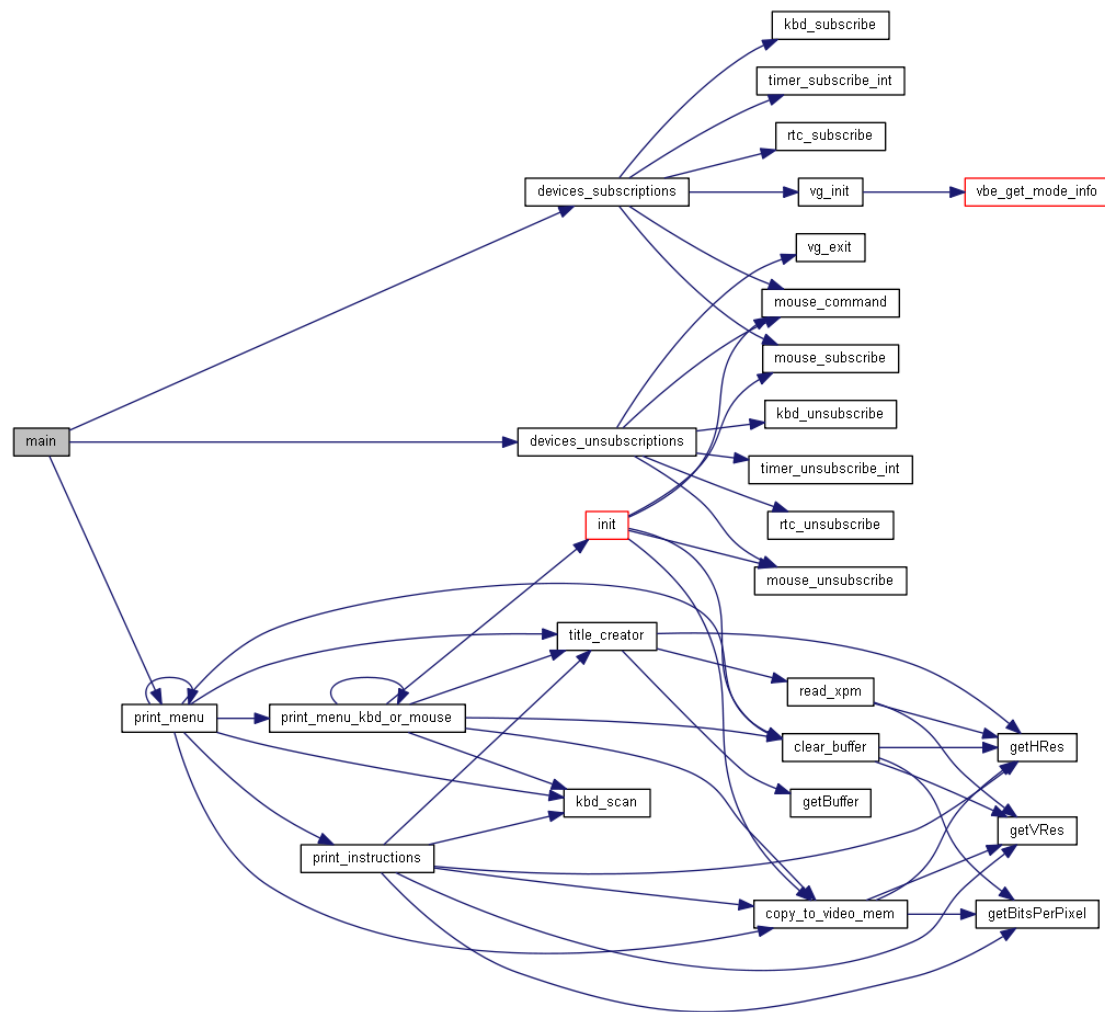 kbd_subscribe
timer_subscribe_int
rtc_subscribe
devices_subscriptions
vg_init
vbe_get_mode_info
vg_exit
mouse_command
mouse_subscribe
kbd_unsubscribe
main
devices_unsubscriptions
timer_unsubscribe_int
init
rtc_unsubscribe
mouse_unsubscribe
title_creator
read_xpm
print_menu
print_menu_kbd_or_mouse
clear_buffer
getHRes
kbd_scan
getBuffer
getVRes
print_instructions
copy_to_video_mem
getBitsPerPixel